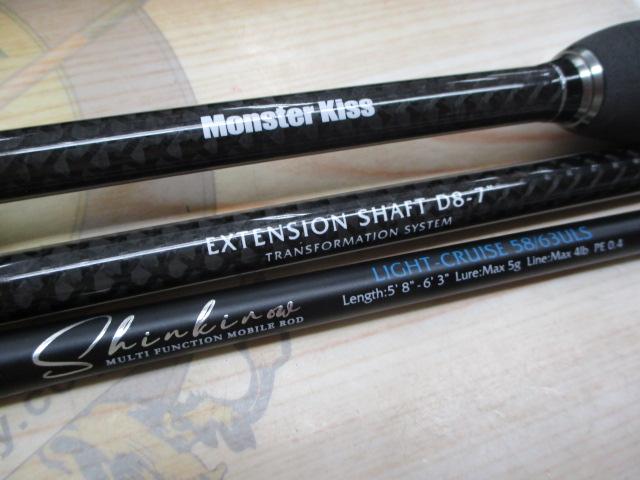 Monster Kiss
EXTENSION SHAFT D8-7"
TRANSFORMATION SYSTEM
LIGHT-CRUISE 58/63ULS
Length:5' 8"-6' 3" Lure:Max 5g Line:Max 4lb PE 0.4
Shinkirow
MULTI FUNCTION MOBILE ROD